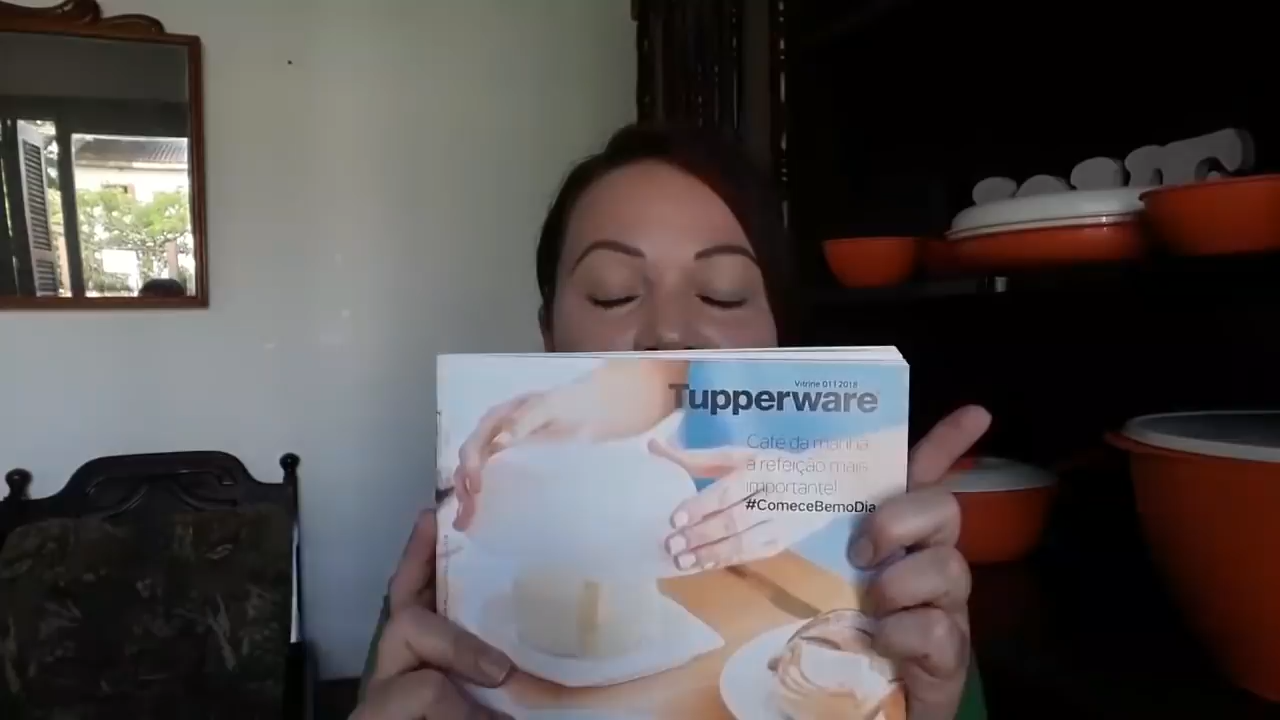 Vitrine 01 | 2018
Tupperware
Café da manhã
a refeição mais
importante!
#ComeceBemoDia